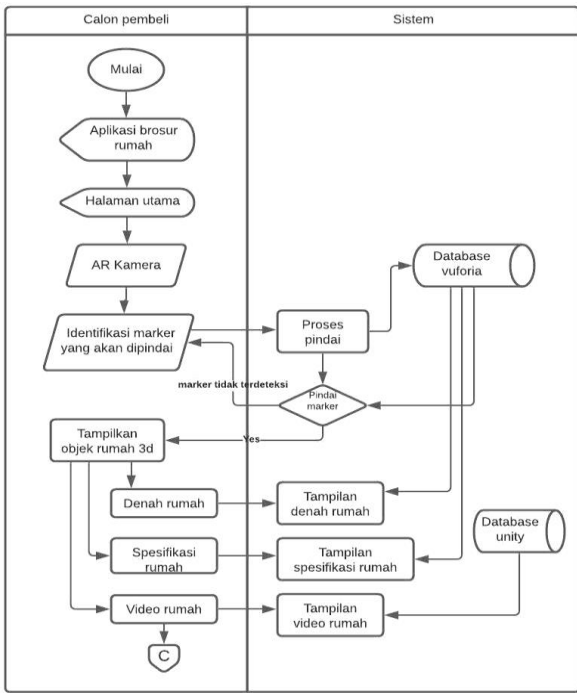 Calon pembeli
Sistem
Mulai
Aplikasi brosur
rumah
Halaman utama
AR Kamera
Database
vuforia
Identifikasi marker
yang akan dipindai
Proses
pindai
marker tidak terdeteksi
Pindai
marker
Yes
Tampilkan
objek rumah 3d
Denah rumah
Tampilan
denah rumah
Database
unity
Spesifikasi
rumah
Tampilan
spesifikasi rumah
Video rumah
Tampilan
video rumah
C